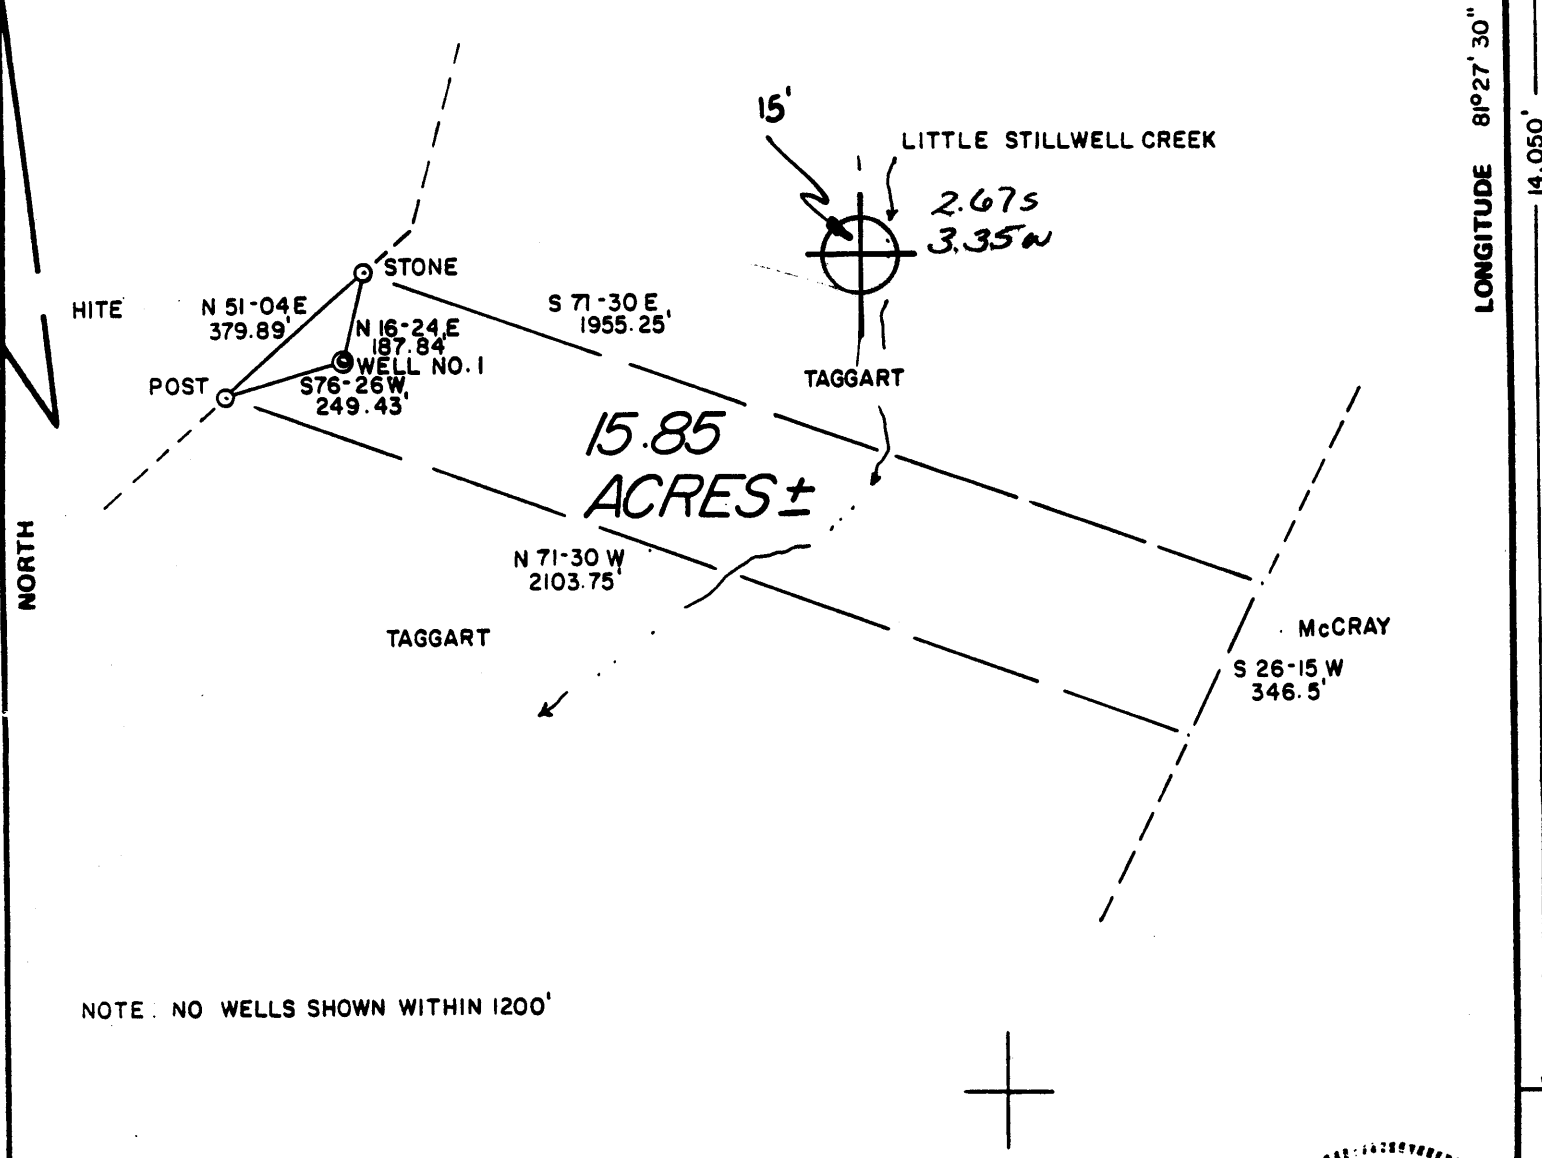 LONGITUDE 81°27'30"
14,050'
15'
LITTLE STILLWELL CREEK
2.67s
3.35w
STONE
HITE
N 51-04E
379.89'
S 71-30 E
1955.25'
N 16-24 E
187.84'
WELL NO. 1
POST
S76-26W
249.43'
TAGGART
15.85
ACRES ±
NORTH
N 71-30 W
2103.75'
TAGGART
McCRAY
S 26-15 W
346.5'
NOTE: NO WELLS SHOWN WITHIN 1200'